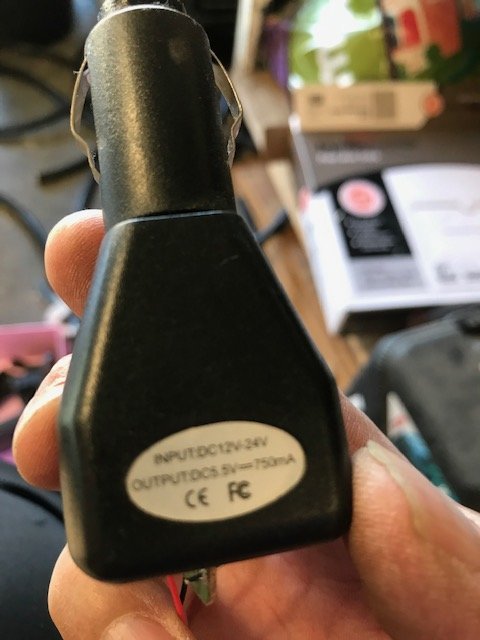 INPUT:DC12V-24V
OUTPUT:DC5.5V⎓750mA
CE FC